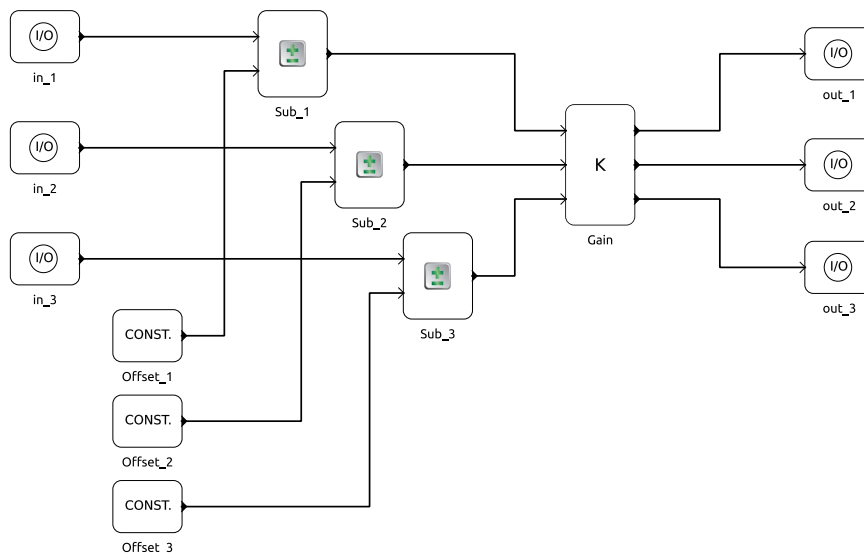 I/O
in_1
Sub_1
I/O
out_1
I/O
in_2
Sub_2
K
Gain
I/O
out_2
I/O
in_3
Sub_3
I/O
out_3
CONST.
Offset_1
CONST.
Offset_2
CONST.
Offset_3